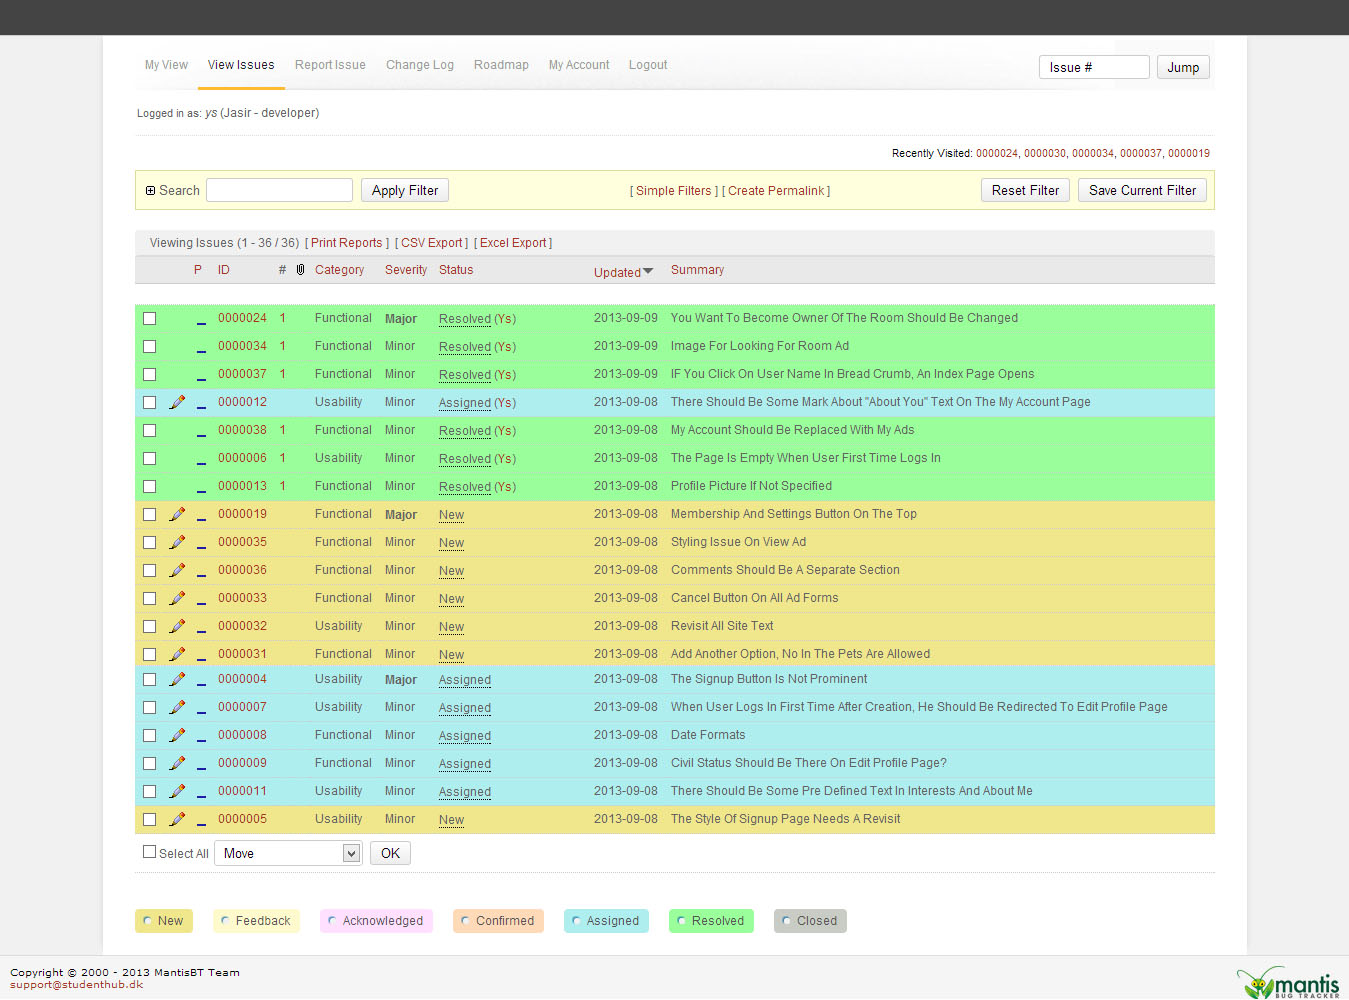 My View View Issues Report Issue Change Log Roadmap My Account Logout Issue # Jump
Logged in as: ys (Jasir - developer)
Recently Visited: 0000024, 0000030, 0000034, 0000037, 0000019
Search Apply Filter [ Simple Filters ] [ Create Permalink ] Reset Filter Save Current Filter
Viewing Issues (1 - 36 / 36) [ Print Reports ] [ CSV Export ] [ Excel Export ]
P ID # Category Severity Status Updated Summary
0000024 1 Functional Major Resolved (Ys) 2013-09-09 You Want To Become Owner Of The Room Should Be Changed
0000034 1 Functional Minor Resolved (Ys) 2013-09-09 Image For Looking For Room Ad
0000037 1 Functional Minor Resolved (Ys) 2013-09-09 IF You Click On User Name In Bread Crumb, An Index Page Opens
0000012 Usability Minor Assigned (Ys) 2013-09-08 There Should Be Some Mark About "About You" Text On The My Account Page
0000038 1 Functional Minor Resolved (Ys) 2013-09-08 My Account Should Be Replaced With My Ads
0000006 1 Usability Minor Resolved (Ys) 2013-09-08 The Page Is Empty When User First Time Logs In
0000013 1 Functional Minor Resolved (Ys) 2013-09-08 Profile Picture If Not Specified
0000019 Functional Major New 2013-09-08 Membership And Settings Button On The Top
0000035 Functional Minor New 2013-09-08 Styling Issue On View Ad
0000036 Functional Minor New 2013-09-08 Comments Should Be A Separate Section
0000033 Functional Minor New 2013-09-08 Cancel Button On All Ad Forms
0000032 Usability Minor New 2013-09-08 Revisit All Site Text
0000031 Functional Minor New 2013-09-08 Add Another Option, No In The Pets Are Allowed
0000004 Usability Major Assigned 2013-09-08 The Signup Button Is Not Prominent
0000007 Usability Minor Assigned 2013-09-08 When User Logs In First Time After Creation, He Should Be Redirected To Edit Profile Page
0000008 Functional Minor Assigned 2013-09-08 Date Formats
0000009 Functional Minor Assigned 2013-09-08 Civil Status Should Be There On Edit Profile Page?
0000011 Usability Minor Assigned 2013-09-08 There Should Be Some Pre Defined Text In Interests And About Me
0000005 Usability Minor New 2013-09-08 The Style Of Signup Page Needs A Revisit
Select All Move OK
New Feedback Acknowledged Confirmed Assigned Resolved Closed
Copyright © 2000 - 2013 MantisBT Team
support@studenthub.dk
mantis
BUG TRACKER